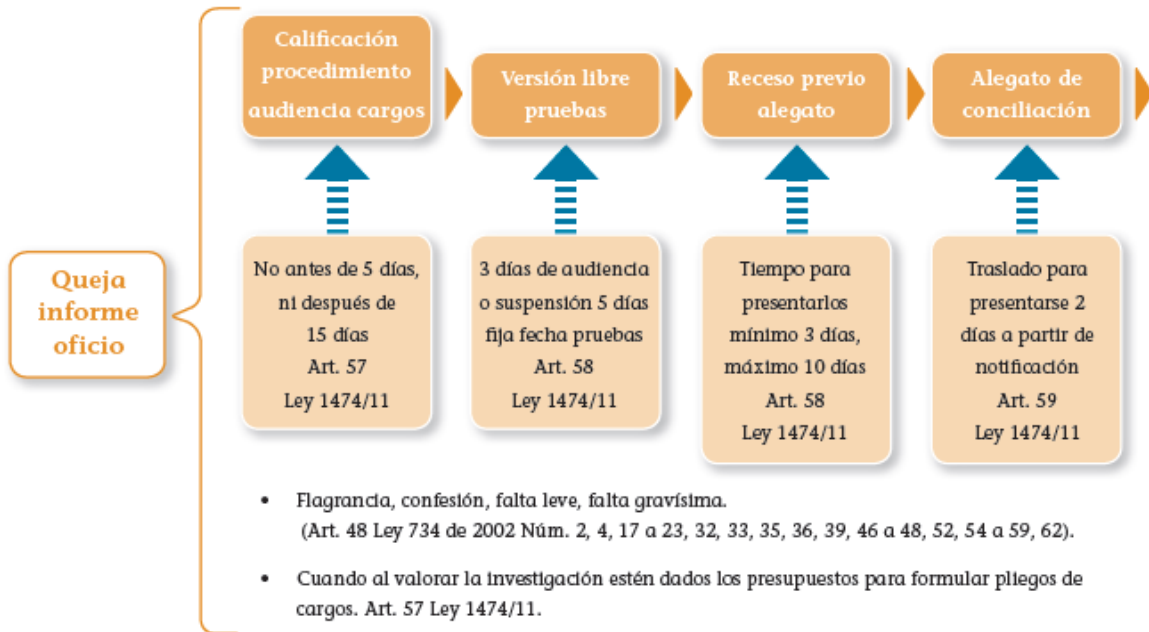 Queja
informe
oficio
Calificación
procedimiento
audiencia cargos
Versión libre
pruebas
Receso previo
alegato
Alegato de
conciliación
No antes de 5 días,
ni después de
15 días
Art. 57
Ley 1474/11
3 días de audiencia
o suspensión 5 días
fija fecha pruebas
Art. 58
Ley 1474/11
Tiempo para
presentarlos
mínimo 3 días,
máximo 10 días
Art. 58
Ley 1474/11
Traslado para
presentarse 2
días a partir de
notificación
Art. 59
Ley 1474/11
• Flagrancia, confesión, falta leve, falta gravísima.
(Art. 48 Ley 734 de 2002 Núm. 2, 4, 17 a 23, 32, 33, 35, 36, 39, 46 a 48, 52, 54 a 59, 62).
• Cuando al valorar la investigación estén dados los presupuestos para formular pliegos de
cargos. Art. 57 Ley 1474/11.